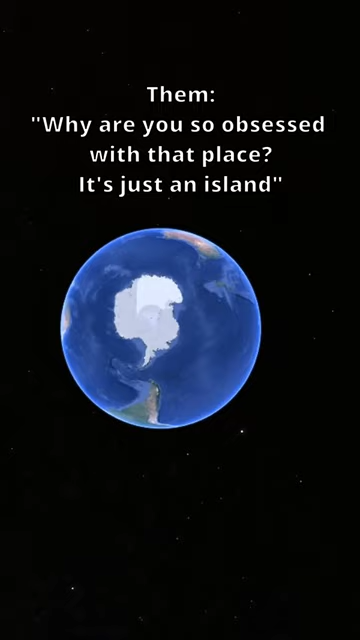 Them:
"Why are you so obsessed
with that place?
It's just an island"